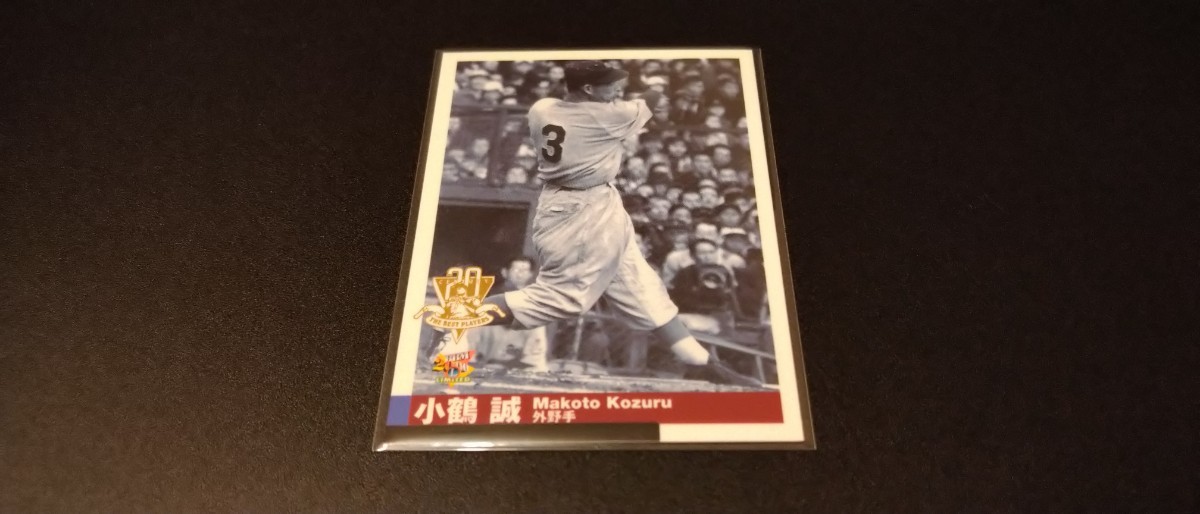 3
20
THE BEST PLAYERS
LIMITED
小鶴 誠
Makoto Kozuru
外野手